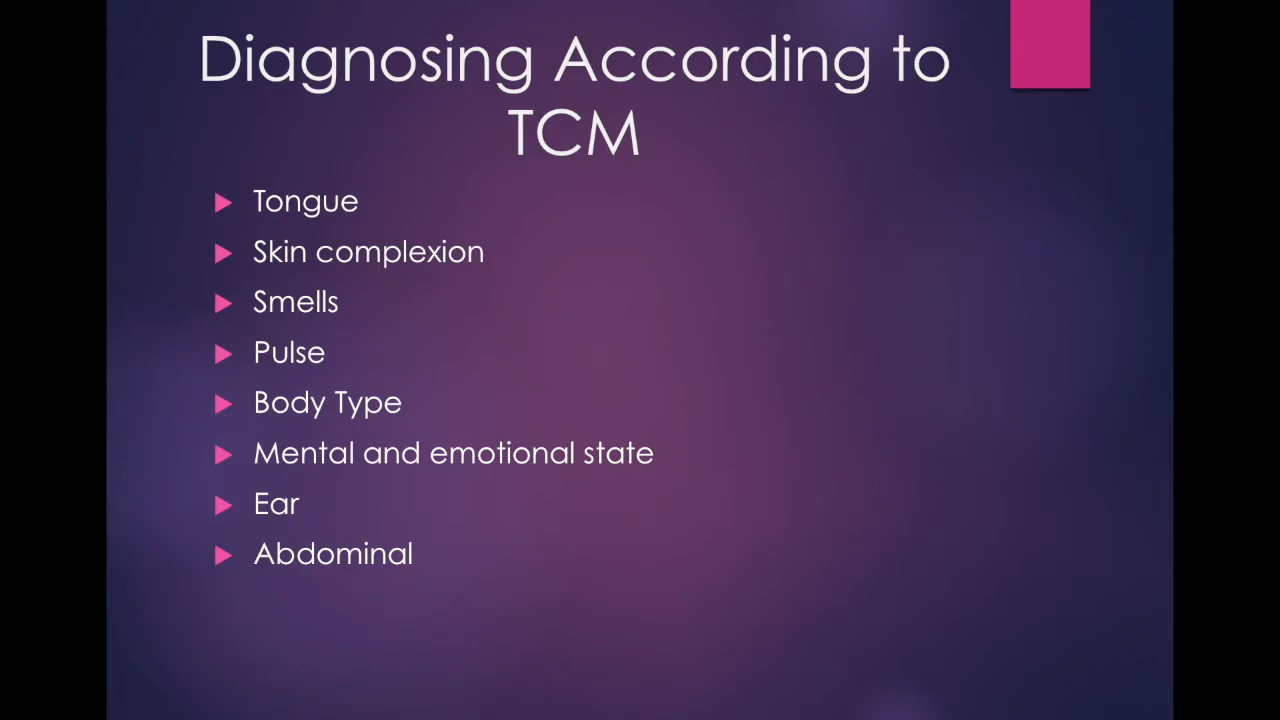 Diagnosing According to
TCM
Tongue
Skin complexion
Smells
Pulse
Body Type
Mental and emotional state
Ear
Abdominal